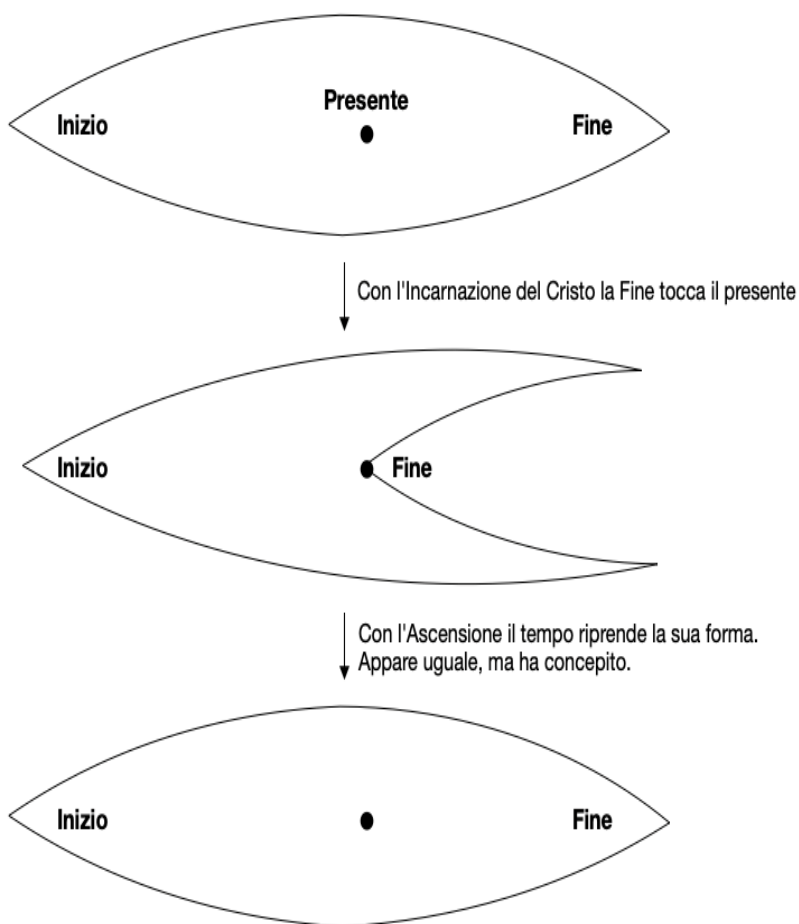 Presente
Inizio
Fine
Con l'Incarnazione del Cristo la Fine tocca il presente
Inizio
Fine
Con l'Ascensione il tempo riprende la sua forma.
Appare uguale, ma ha concepito.
Inizio
Fine